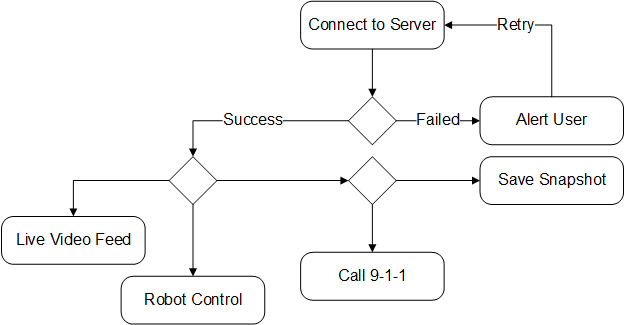 Connect to Server
Retry
Success
Failed
Alert User
Save Snapshot
Live Video Feed
Call 9-1-1
Robot Control